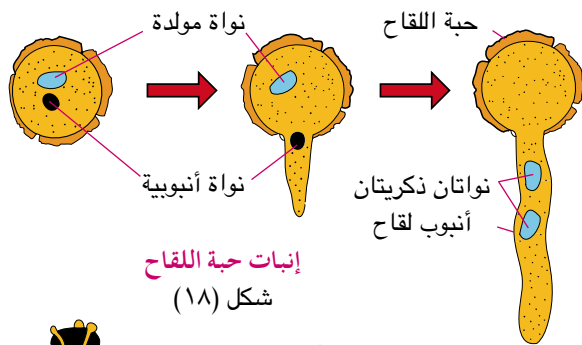 حبة اللقاح
نواة مولدة
نواتان ذكريتان
أنبوب لقاح
نواة أنبوبية
إنبات حبة اللقاح
شكل (١٨)